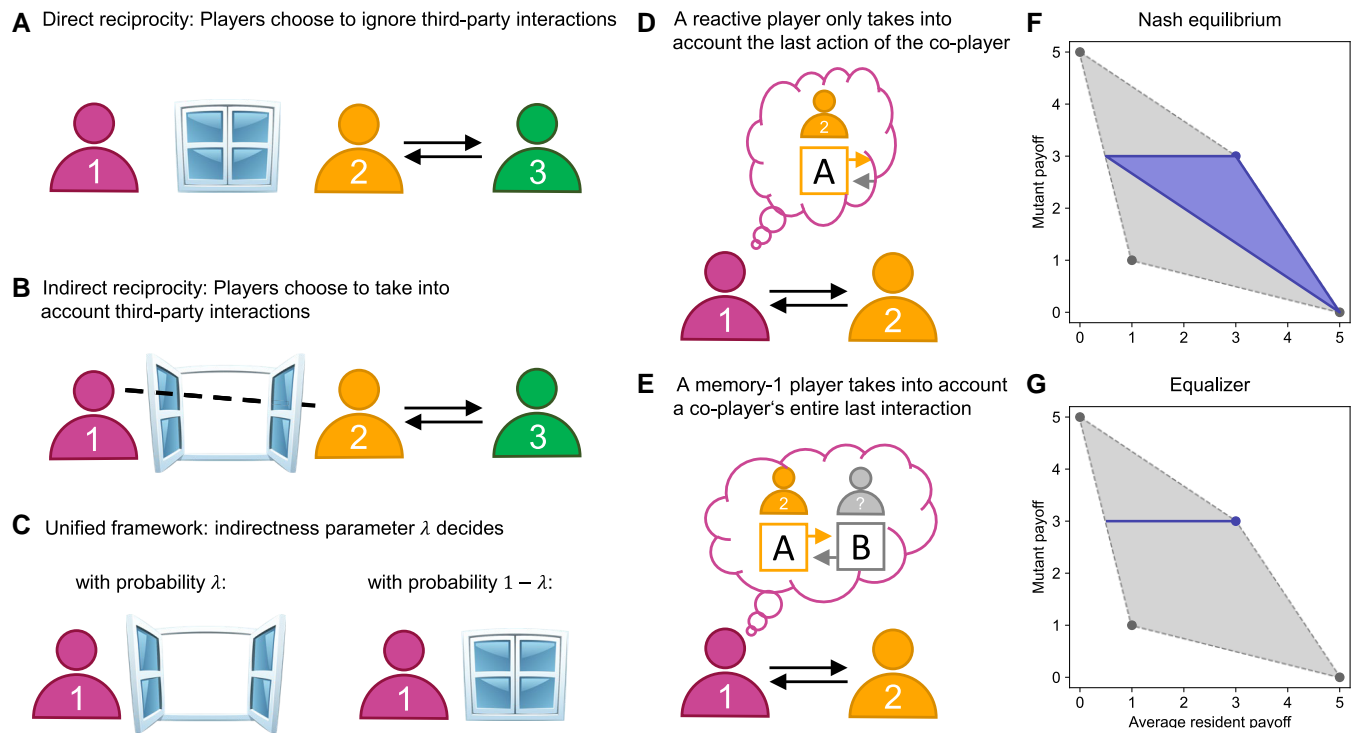 A Direct reciprocity: Players choose to ignore third-party interactions
1
2
3
B Indirect reciprocity: Players choose to take into
account third-party interactions
1
2
3
C Unified framework: indirectness parameter λ decides
with probability λ:
with probability 1 − λ:
1
1
D A reactive player only takes into
account the last action of the co-player
2
A
1
2
E A memory-1 player takes into account
a co-player‘s entire last interaction
2 ?
A B
1
2
F Nash equilibrium
Mutant payoff
5
4
3
2
1
0
0 1 2 3 4 5
G Equalizer
Mutant payoff
5
4
3
2
1
0
0 1 2 3 4 5
Average resident payoff